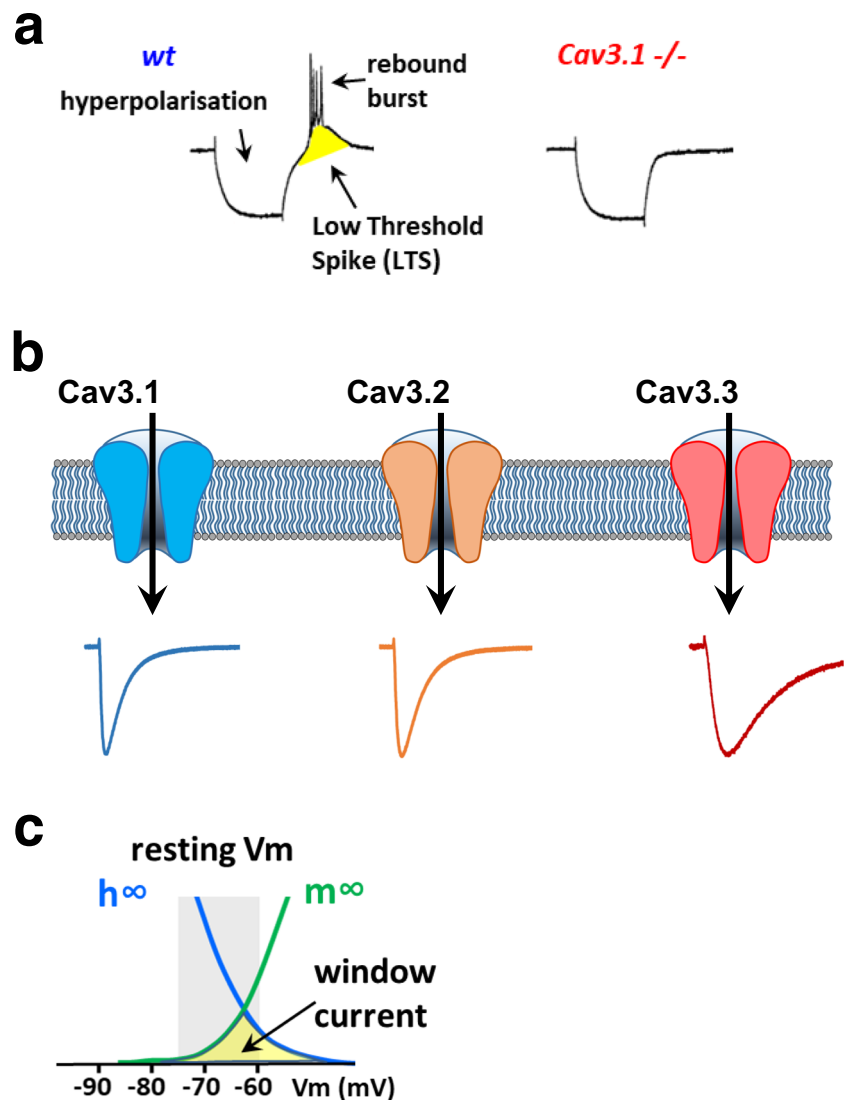 a
wt
Cav3.1 -/-
rebound
burst
hyperpolarisation
Low Threshold
Spike (LTS)
b
Cav3.1
Cav3.2
Cav3.3
c
resting Vm
h∞
m∞
window
current
-90 -80 -70 -60 Vm (mV)